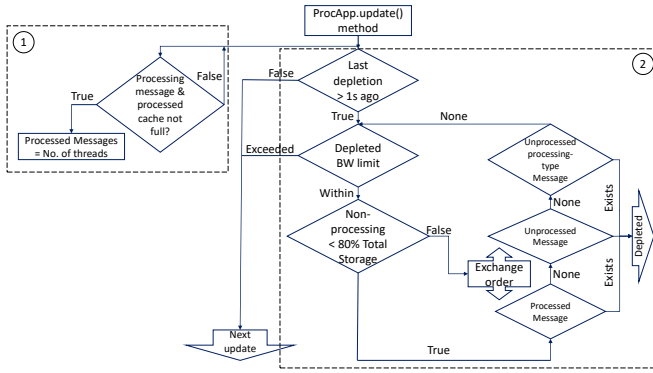 ProcApp.update()
method
1
Processing
message &
processed
cache not
full?
False
True
Processed Messages
= No. of threads
2
Last
depletion
> 1s ago
False
True
None
Exceeded
Depleted
BW limit
Within
Non-
processing
< 80% Total
Storage
False
Exchange
order
True
Next
update
Unprocessed
processing-
type
Message
None
Exists
Unprocessed
Message
None
Exists
Processed
Message
Depleted